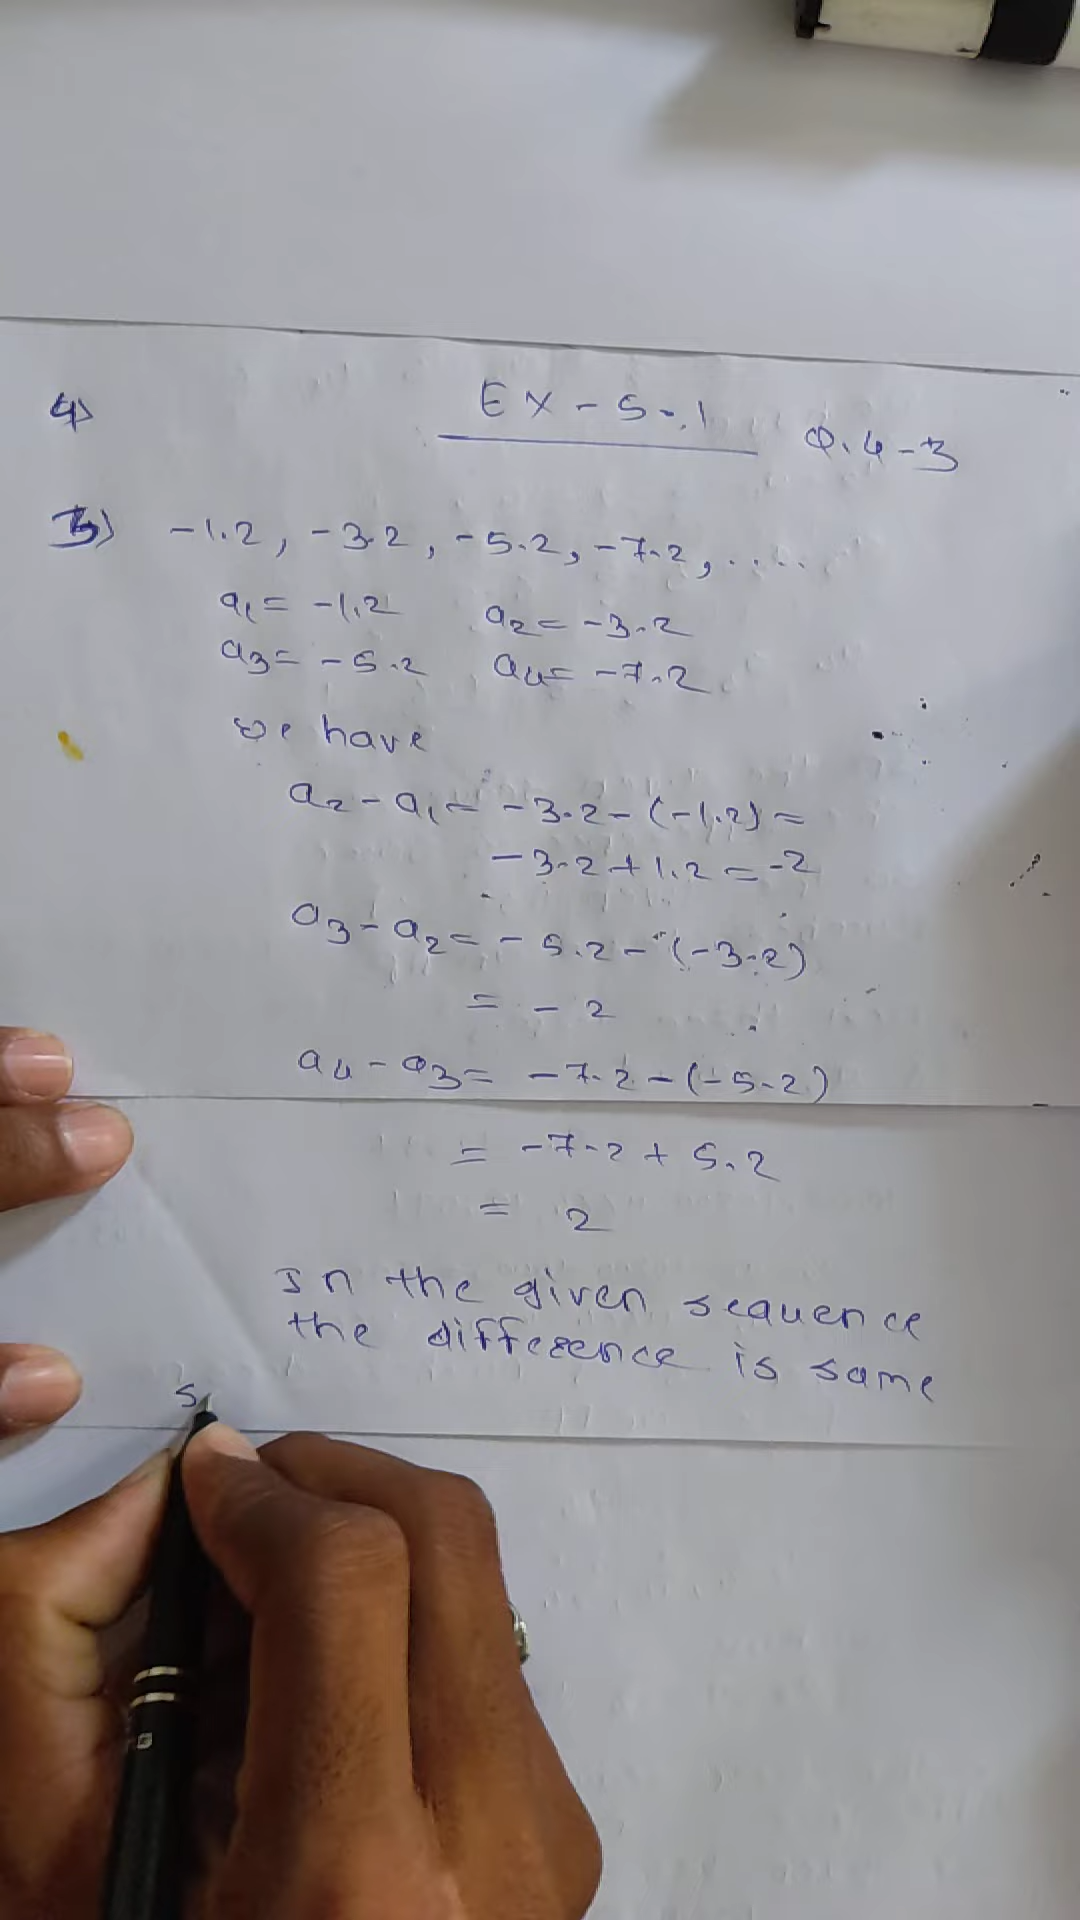 4)
EX - 5.1
Q.4-3
3) -1.2, -3.2, -5.2, -7.2, .....
a1 = -1.2 a2 = -3.2
a3 = -5.2 a4 = -7.2
we have
a2 - a1 = -3.2 - (-1.2) =
-3.2 + 1.2 = -2
a3 - a2 = -5.2 - (-3.2)
= -2
a4 - a3 = -7.2 - (-5.2)
= -7.2 + 5.2
= 2
In the given sequence
the difference is same
S